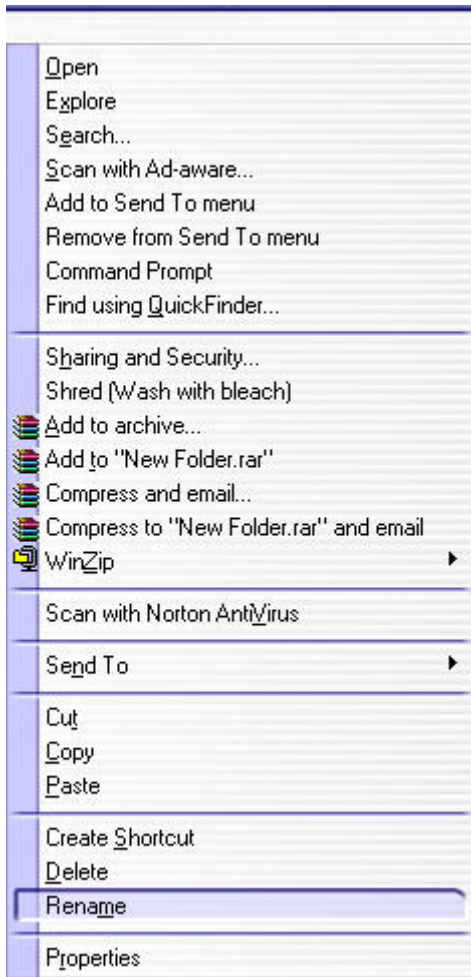 Open
Explore
Search...
Scan with Ad-aware...
Add to Send To menu
Remove from Send To menu
Command Prompt
Find using QuickFinder...
Sharing and Security...
Shred (Wash with bleach)
Add to archive...
Add to "New Folder.rar"
Compress and email...
Compress to "New Folder.rar" and email
WinZip
Scan with Norton AntiVirus
Send To
Cut
Copy
Paste
Create Shortcut
Delete
Rename
Properties